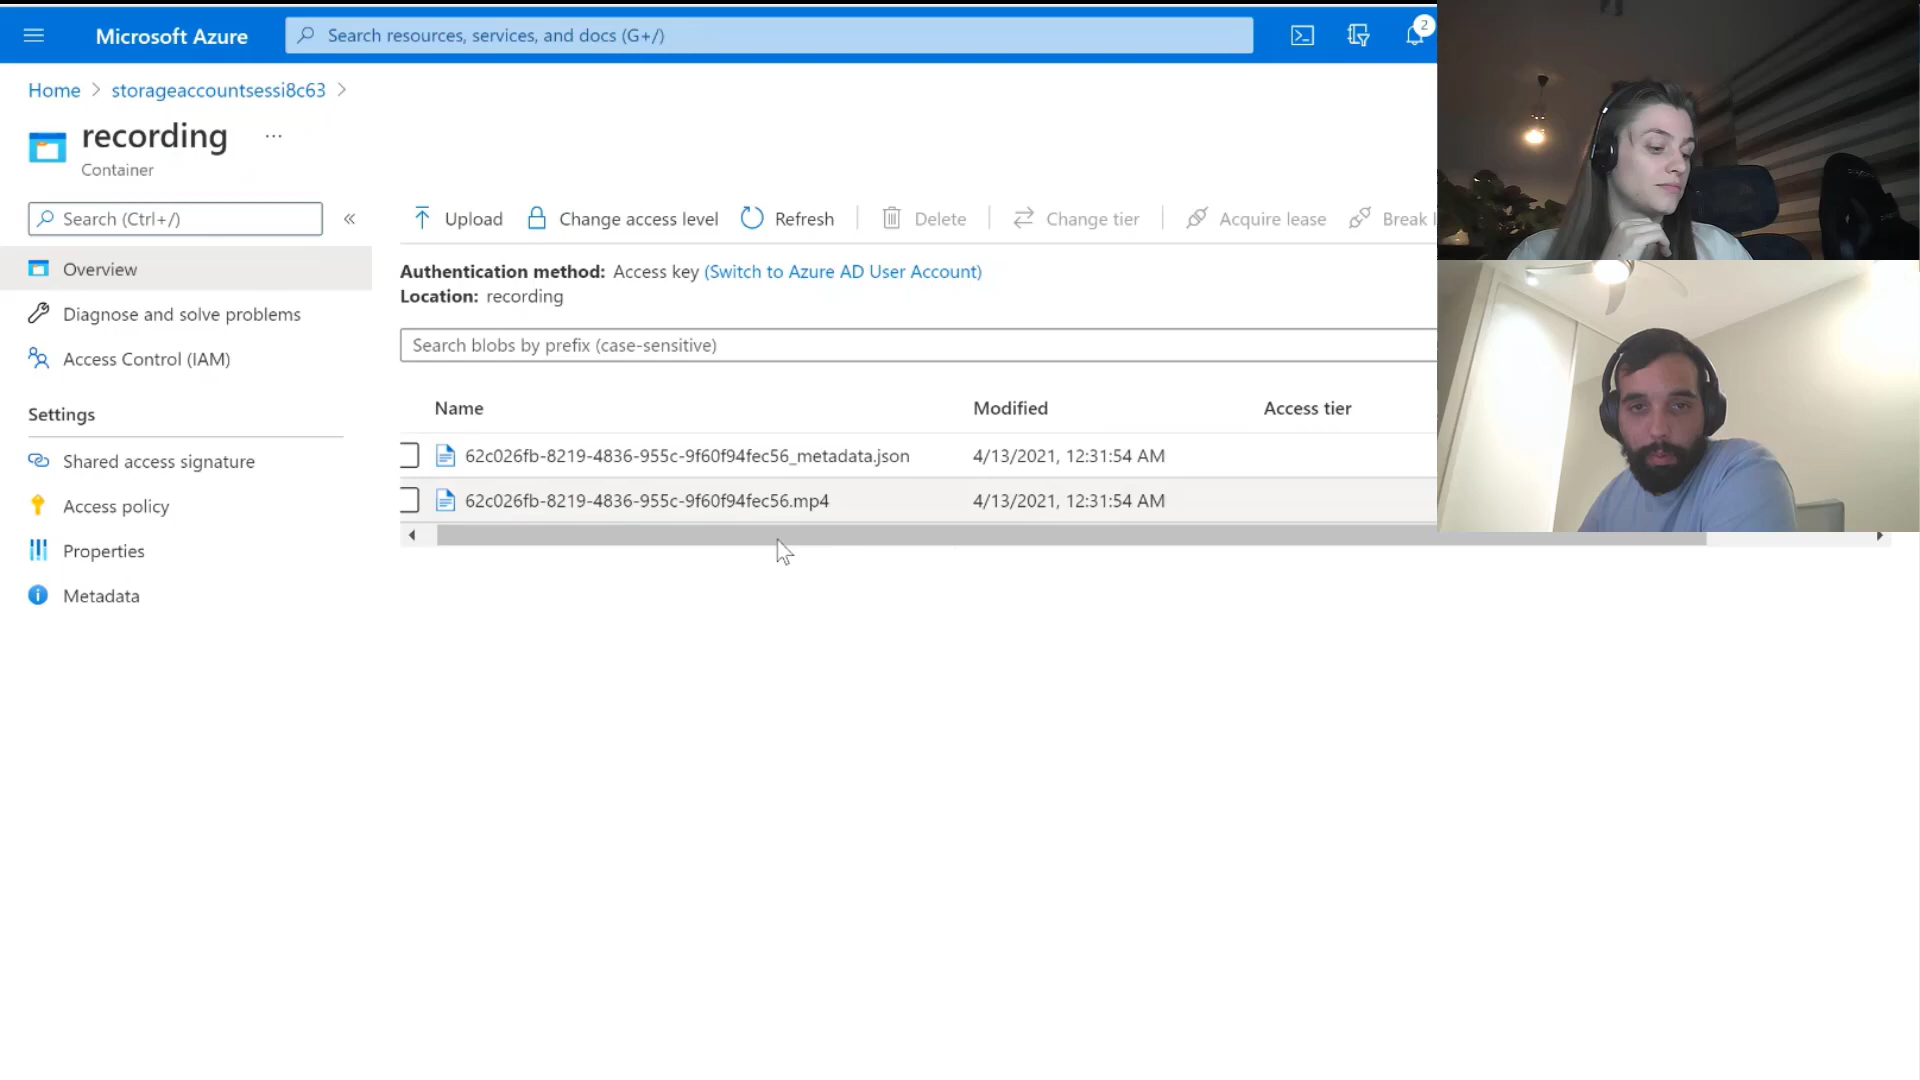 Microsoft Azure
Search resources, services, and docs (G+/)
2
Home > storageaccountsessi8c63 >
recording ...
Container
Search (Ctrl+/)
«
Upload
Change access level
Refresh
Delete
Change tier
Acquire lease
Break l
Overview
Diagnose and solve problems
Access Control (IAM)
Settings
Shared access signature
Access policy
Properties
Metadata
Authentication method: Access key (Switch to Azure AD User Account)
Location: recording
Search blobs by prefix (case-sensitive)
Name Modified Access tier
62c026fb-8219-4836-955c-9f60f94fec56_metadata.json 4/13/2021, 12:31:54 AM
62c026fb-8219-4836-955c-9f60f94fec56.mp4 4/13/2021, 12:31:54 AM